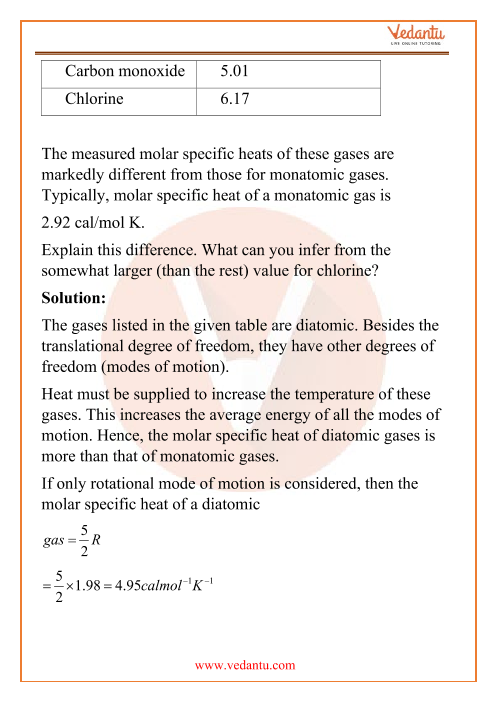 Vedantu
LIVE ONLINE TUTORING
Carbon monoxide 5.01
Chlorine 6.17
The measured molar specific heats of these gases are
markedly different from those for monatomic gases.
Typically, molar specific heat of a monatomic gas is
2.92 cal/mol K.
Explain this difference. What can you infer from the
somewhat larger (than the rest) value for chlorine?
Solution:
The gases listed in the given table are diatomic. Besides the
translational degree of freedom, they have other degrees of
freedom (modes of motion).
Heat must be supplied to increase the temperature of these
gases. This increases the average energy of all the modes of
motion. Hence, the molar specific heat of diatomic gases is
more than that of monatomic gases.
If only rotational mode of motion is considered, then the
molar specific heat of a diatomic
gas = 5/2 R
= 5/2 × 1.98 = 4.95calmol⁻¹K⁻¹
www.vedantu.com